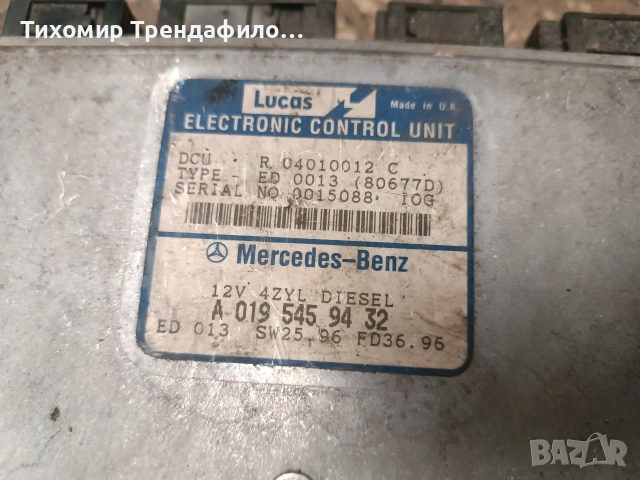 Тихомир Трендафило...
Lucas
Made in U.K.
ELECTRONIC CONTROL UNIT
DCU R 04010012 C
TYPE - ED 0013 (80677D)
SERIAL NO 0015088 IOG
Mercedes-Benz
12V 4ZYL DIESEL
A 019 545 94 32
ED 013 SW25.96 FD36.96
BAZAR